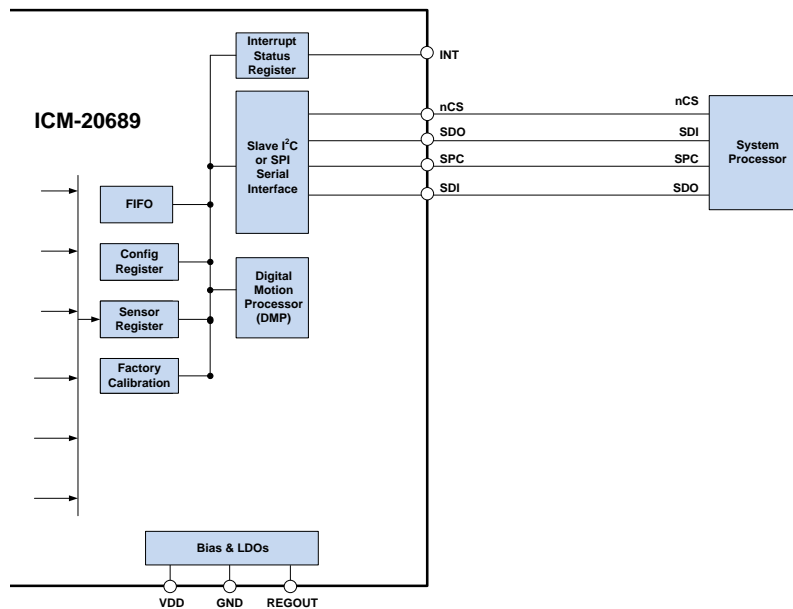 Interrupt
Status
Register
INT
ICM-20689
Slave I²C
or SPI
Serial
Interface
nCS
SDO
SPC
SDI
nCS
SDI
SPC
SDO
System
Processor
FIFO
Config
Register
Digital
Motion
Processor
(DMP)
Sensor
Register
Factory
Calibration
Bias & LDOs
VDD
GND
REGOUT